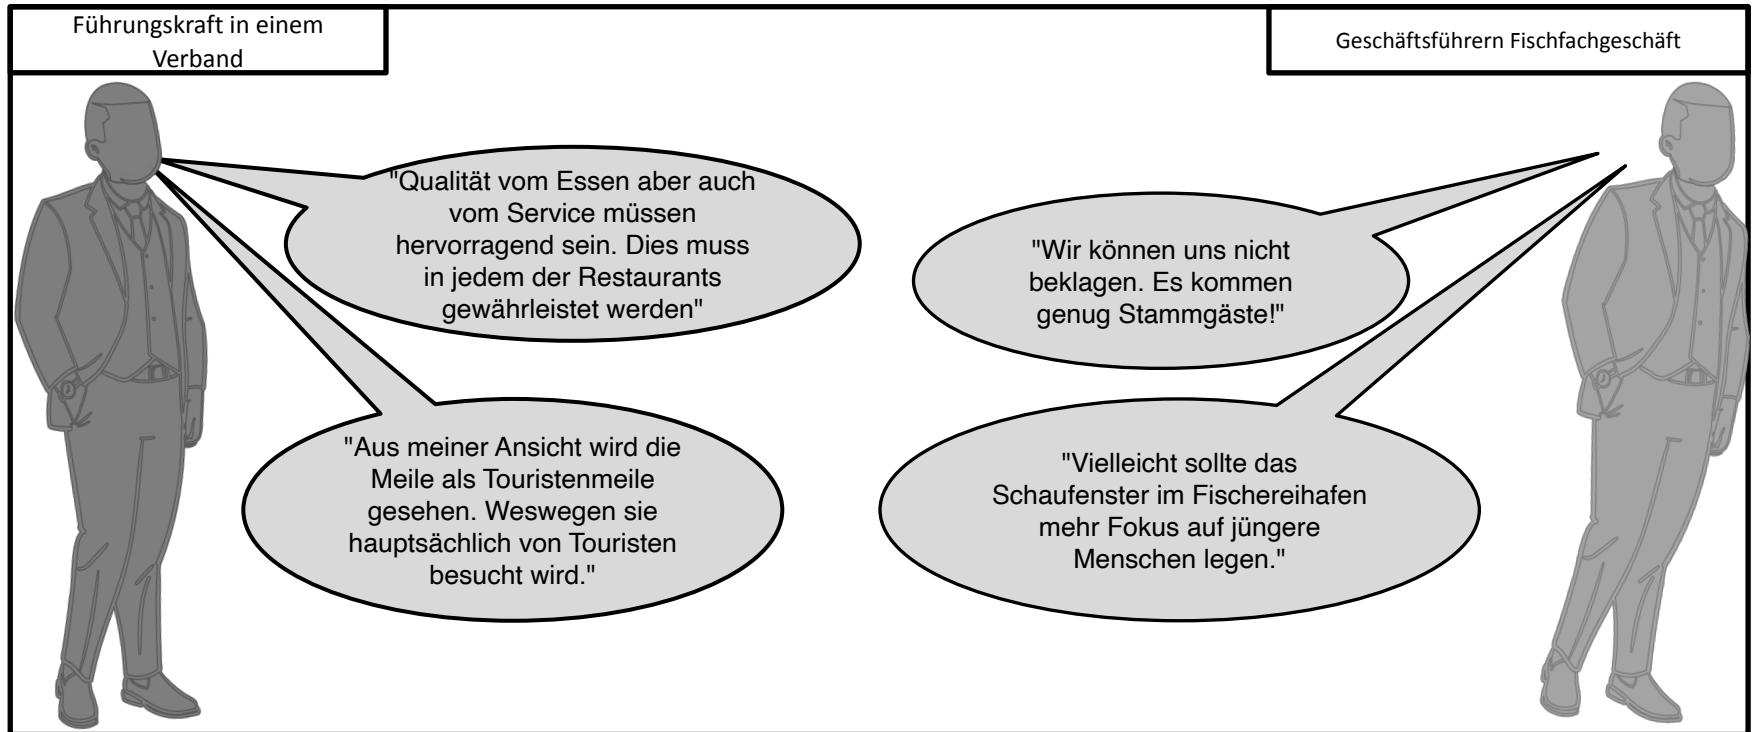 Führungskraft in einem
Verband
Geschäftsführern Fischfachgeschäft
"Qualität vom Essen aber auch
vom Service müssen
hervorragend sein. Dies muss
in jedem der Restaurants
gewährleistet werden"
"Wir können uns nicht
beklagen. Es kommen
genug Stammgäste!"
"Aus meiner Ansicht wird die
Meile als Touristenmeile
gesehen. Weswegen sie
hauptsächlich von Touristen
besucht wird."
"Vielleicht sollte das
Schaufenster im Fischereihafen
mehr Fokus auf jüngere
Menschen legen."